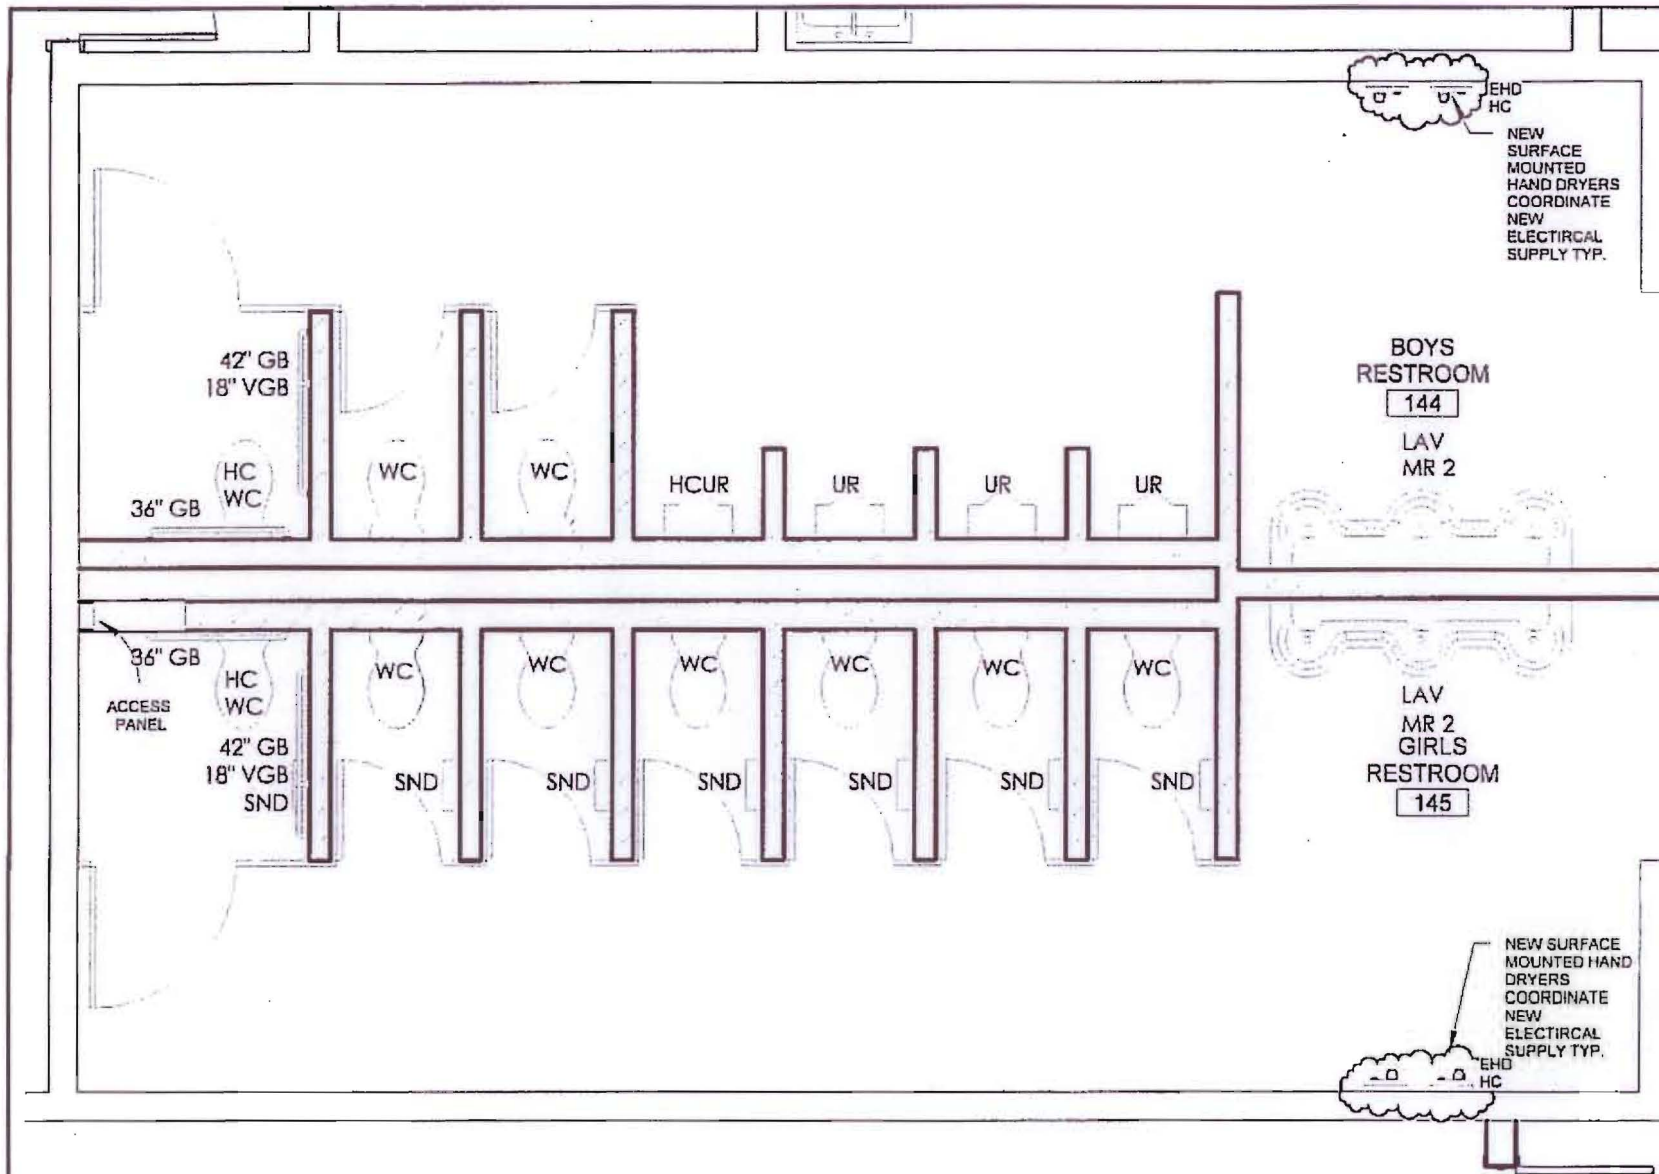 EHD
HC
NEW
SURFACE
MOUNTED
HAND DRYERS
COORDINATE
NEW
ELECTIRCAL
SUPPLY TYP.
42" GB
18" VGB
BOYS
RESTROOM
144
LAV
MR 2
HC
WC
WC
WC
HCUR
UR
UR
UR
36" GB
36" GB
HC
WC
WC
WC
WC
WC
WC
WC
ACCESS
PANEL
42" GB
18" VGB
SND
SND
SND
SND
SND
SND
SND
LAV
MR 2
GIRLS
RESTROOM
145
NEW SURFACE
MOUNTED HAND
DRYERS
COORDINATE
NEW
ELECTIRCAL
SUPPLY TYP.
EHD
HC